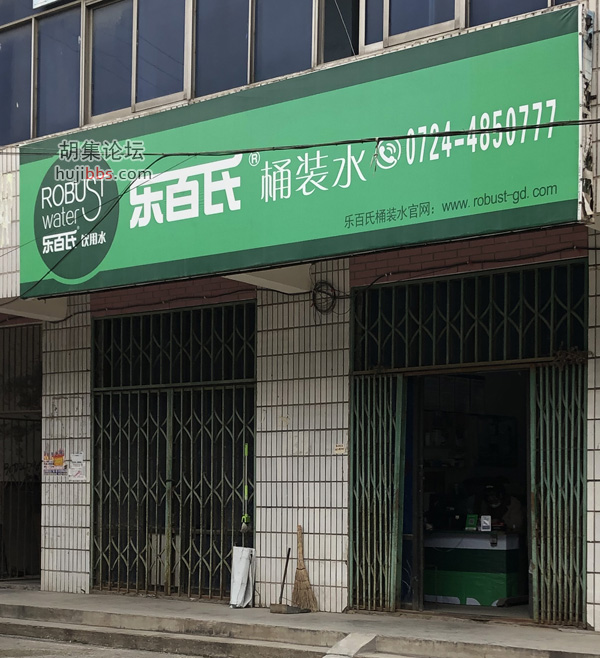 胡集论坛
hujibbs.com
ROBUST
water
乐百氏 饮用水
乐百氏® 桶装水 0724-4850777
乐百氏桶装水官网：www.robust-gd.com